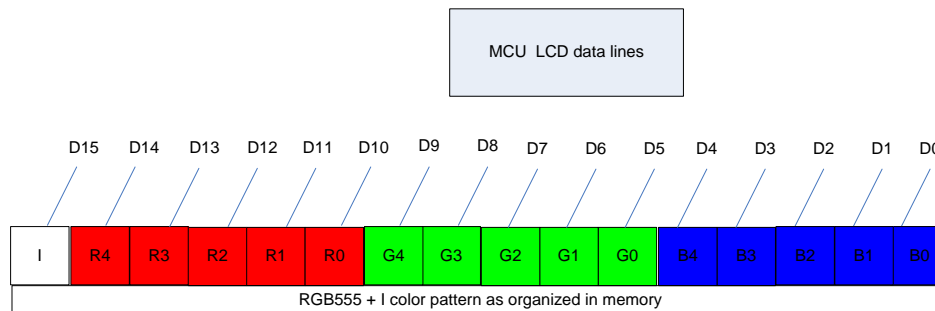 MCU LCD data lines
D15 D14 D13 D12 D11 D10 D9 D8 D7 D6 D5 D4 D3 D2 D1 D0
I R4 R3 R2 R1 R0 G4 G3 G2 G1 G0 B4 B3 B2 B1 B0
RGB555 + I color pattern as organized in memory